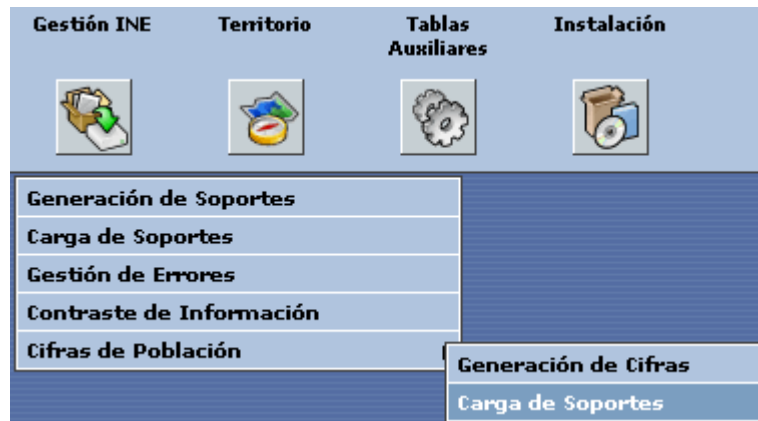 Gestión INE
Territorio
Tablas
Auxiliares
Instalación
Generación de Soportes
Carga de Soportes
Gestión de Errores
Contraste de Información
Cifras de Población
Generación de Cifras
Carga de Soportes